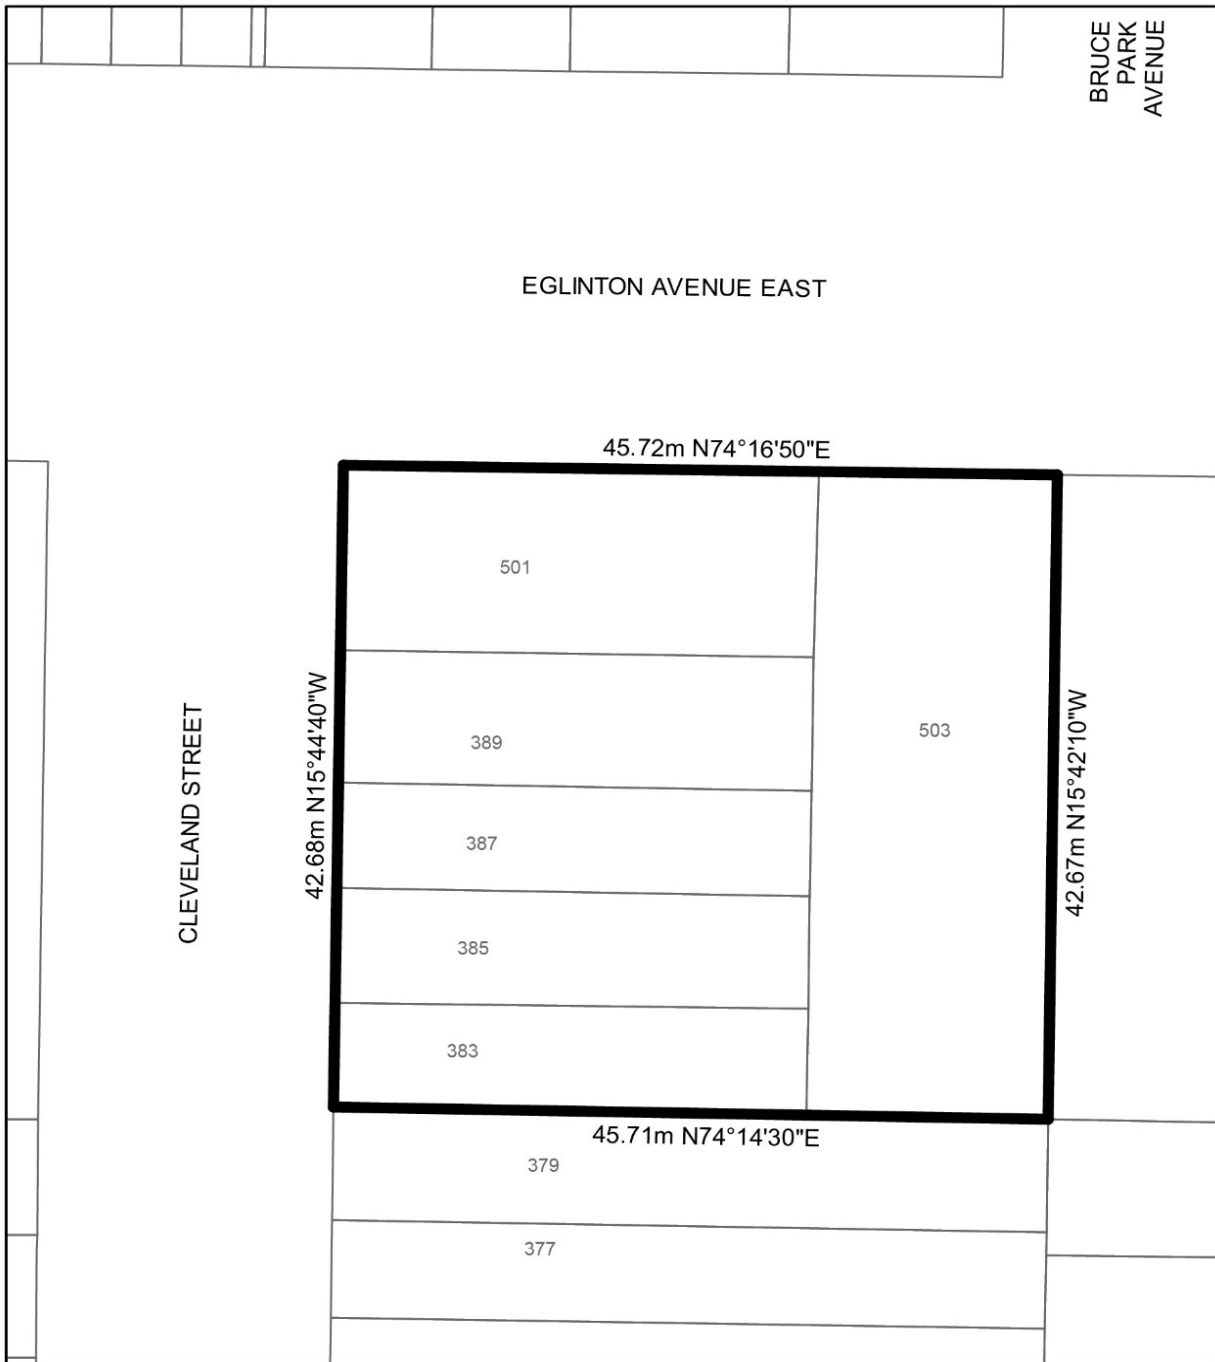 BRUCE
PARK
AVENUE
EGLINTON AVENUE EAST
45.72m N74°16'50"E
501
CLEVELAND STREET
42.68m N15°44'40"W
389
503
42.67m N15°42'10"W
387
385
383
45.71m N74°14'30"E
379
377